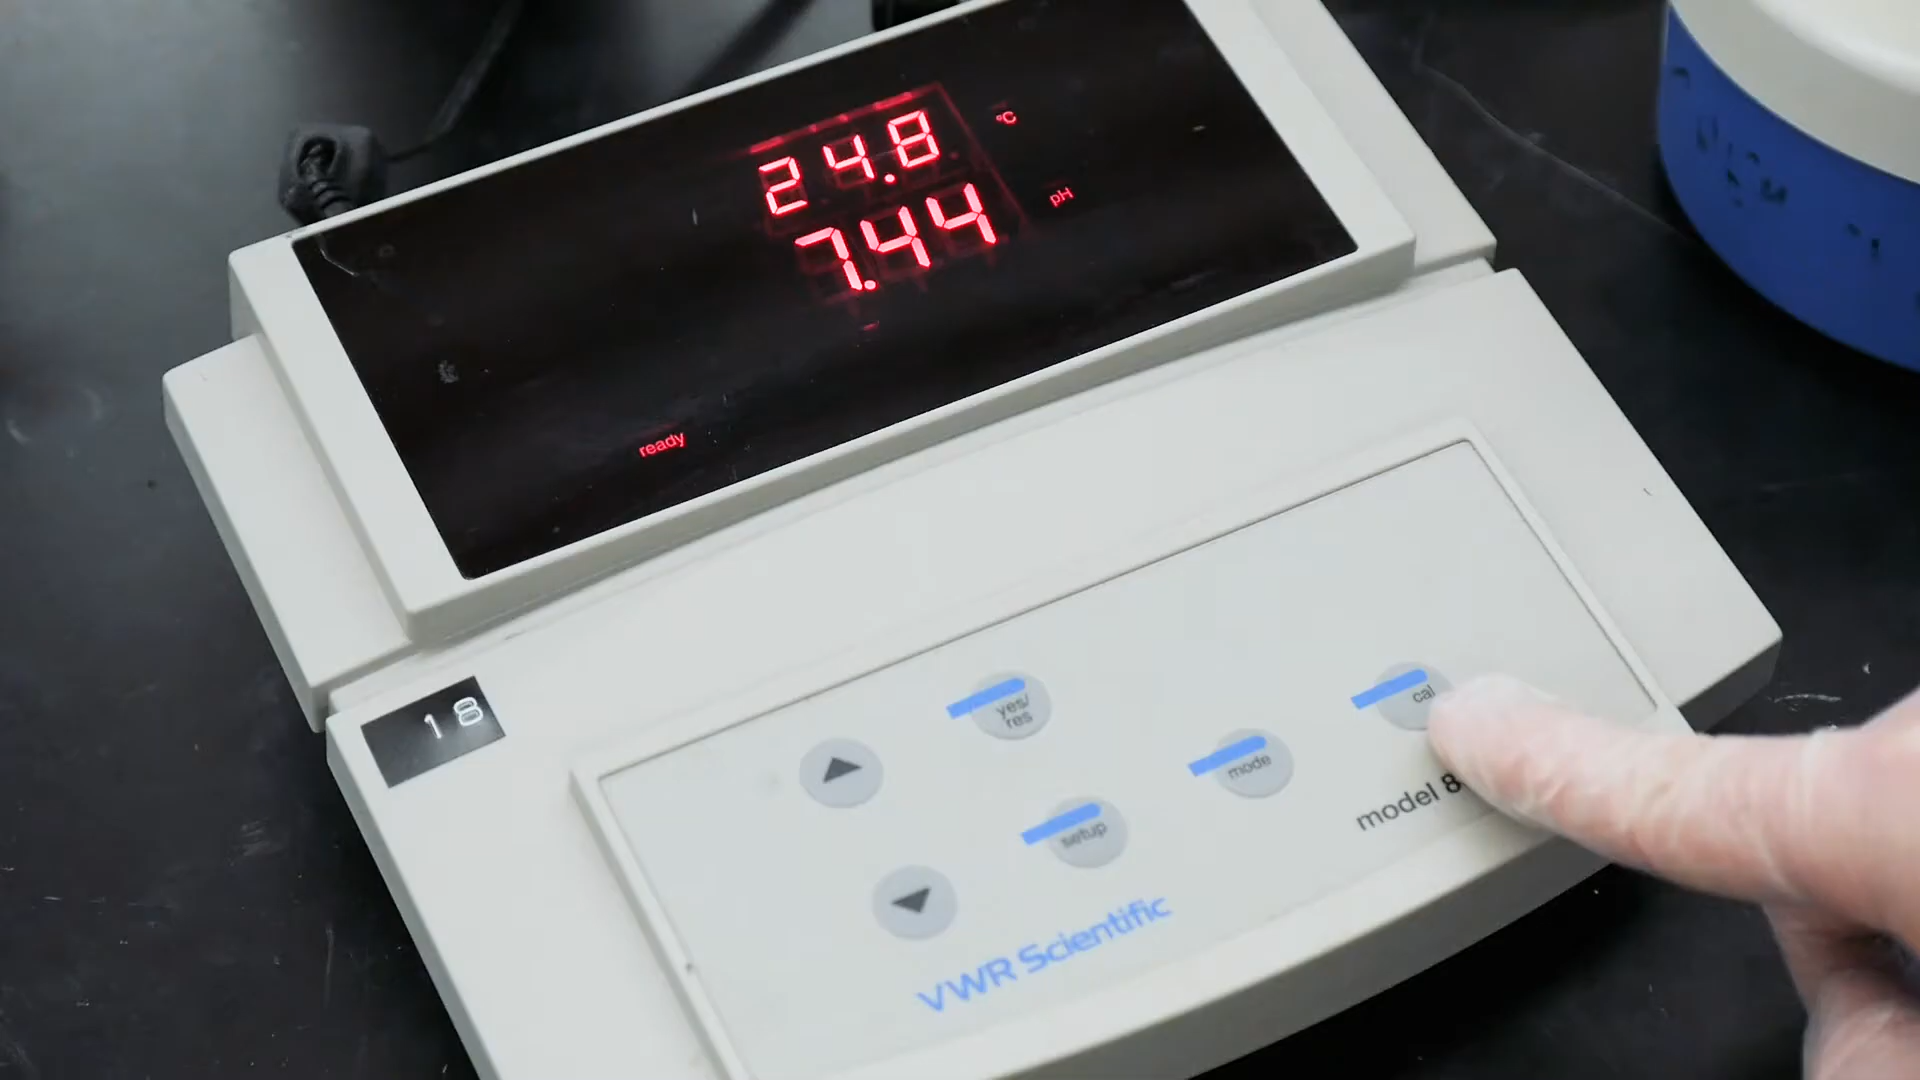 24.8 °C
7.44 pH
ready
18
yes/
res
cal
mode
setup
model 8
VWR Scientific